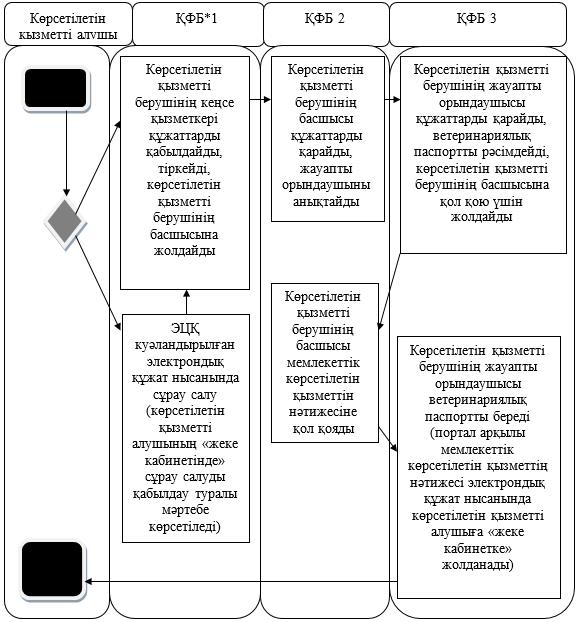 Көрсетілетін
қызметті алушы
ҚФБ*1
ҚФБ 2
ҚФБ 3
Көрсетілетін
қызметті
берушінің кеңсе
қызметкері
құжаттарды
қабылдайды,
тіркейді,
көрсетілетін
қызметті
берушінің
басшысына
жолдайды
Көрсетілетін
қызметті
берушінің
басшысы
құжаттарды
қарайды,
жауапты
орындаушыны
анықтайды
Көрсетілетін қызметті
берушінің жауапты
орындаушысы
құжаттарды қарайды,
ветеринариялық
паспортты рәсімдейді,
көрсетілетін қызметті
берушінің басшысына
қол қою үшін
жолдайды
ЭЦҚ
куәландырылған
электрондық
құжат нысанында
сұрау салу
(көрсетілетін
қызметті
алушының «жеке
кабинетінде»
сұрау салуды
қабылдау туралы
мәртебе
көрсетіледі)
Көрсетілетін
қызметті
берушінің
басшысы
мемлекеттік
көрсетілетін
қызметтің
нәтижесіне
қол қояды
Көрсетілетін қызметті
берушінің жауапты
орындаушысы
ветеринариялық
паспортты береді
(портал арқылы
мемлекеттік
көрсетілетін қызметтің
нәтижесі электрондық
құжат нысанында
көрсетілетін қызметті
алушыға «жеке
кабинетке»
жолданады)